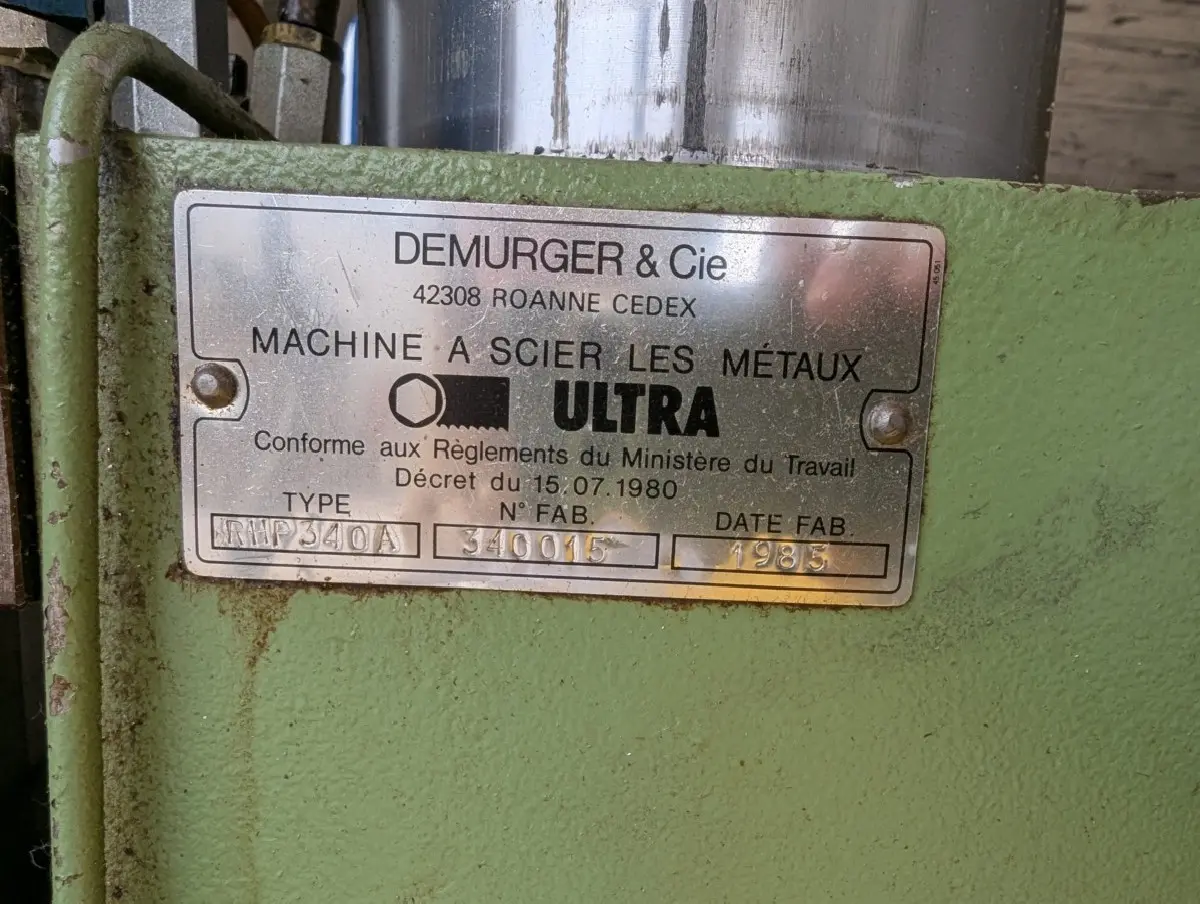 DEMURGER & Cie
42308 ROANNE CEDEX
MACHINE A SCIER LES MÉTAUX
ULTRA
Conforme aux Règlements du Ministère du Travail
Décret du 15.07.1980
TYPE N° FAB. DATE FAB.
RHP340A 340015 1985